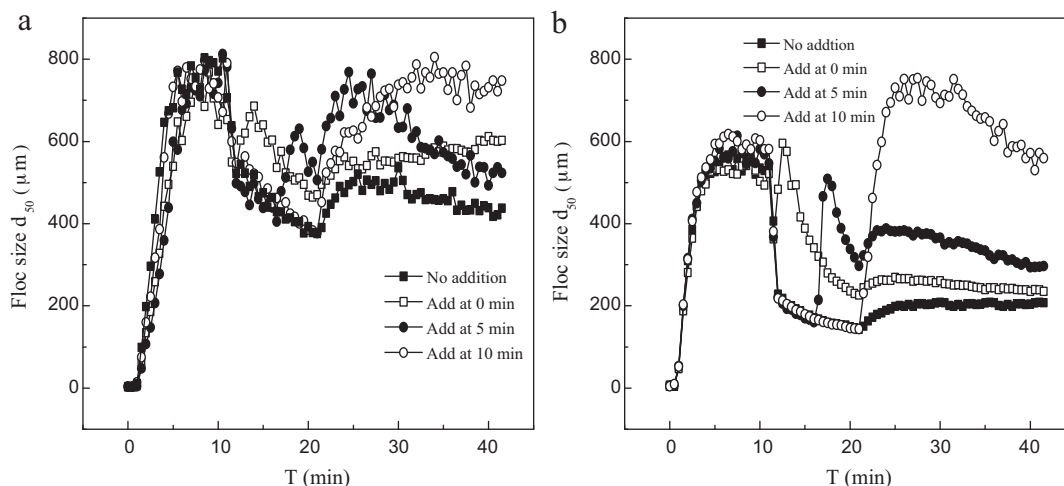 a
800
600
400
200
0
Floc size d50 (μm)
No addition
Add at 0 min
Add at 5 min
Add at 10 min
0 10 20 30 40
T (min)
b
800
600
400
200
0
Floc size d50 (μm)
No addtion
Add at 0 min
Add at 5 min
Add at 10 min
0 10 20 30 40
T (min)